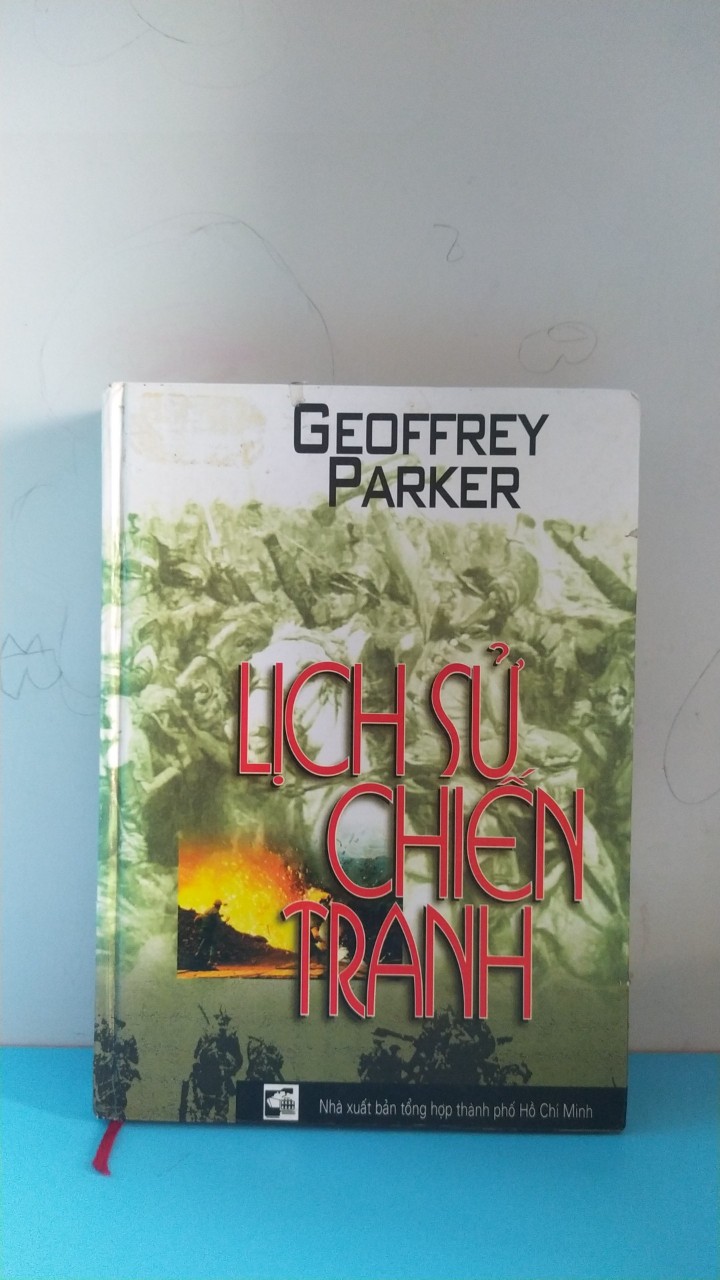 GEOFFREY
PARKER
LỊCH SỬ
CHIẾN
TRANH
Nhà xuất bản tổng hợp thành phố Hồ Chí Minh